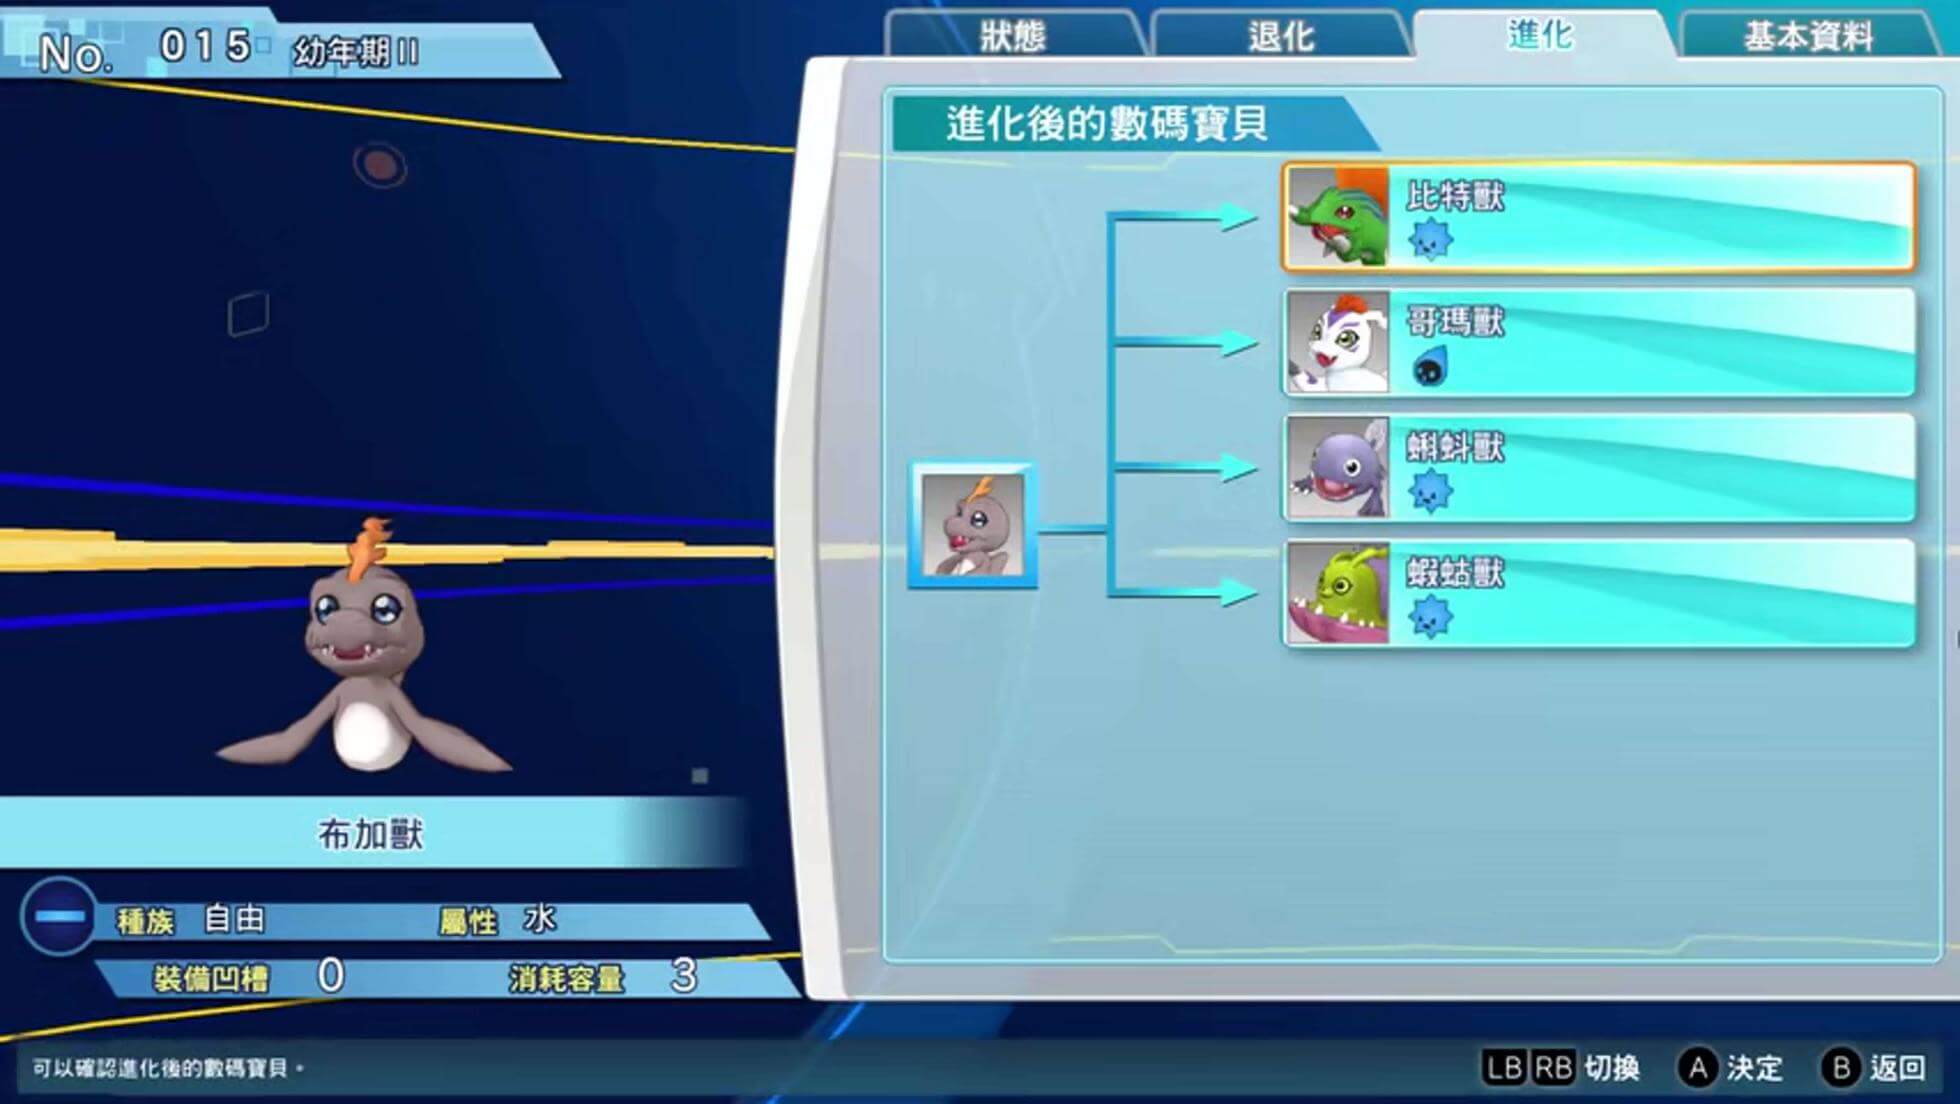 No. 015 幼年期II
狀態 退化 進化 基本資料
進化後的數碼寶貝
比特獸
哥瑪獸
蝌蚪獸
蝦蛄獸
布加獸
種族 自由 屬性 水
裝備凹槽 0 消耗容量 3
可以確認進化後的數碼寶貝。
LB RB 切換 A 決定 B 返回